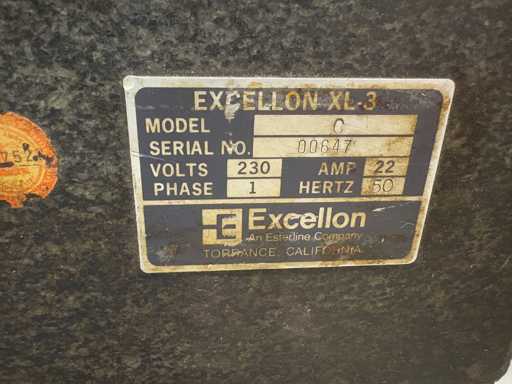 EXCELLON XL-3
MODEL C
SERIAL NO. 00647
VOLTS 230 AMP 22
PHASE 1 HERTZ 50
E Excellon
An Esterline Company
TORRANCE, CALIFORNIA